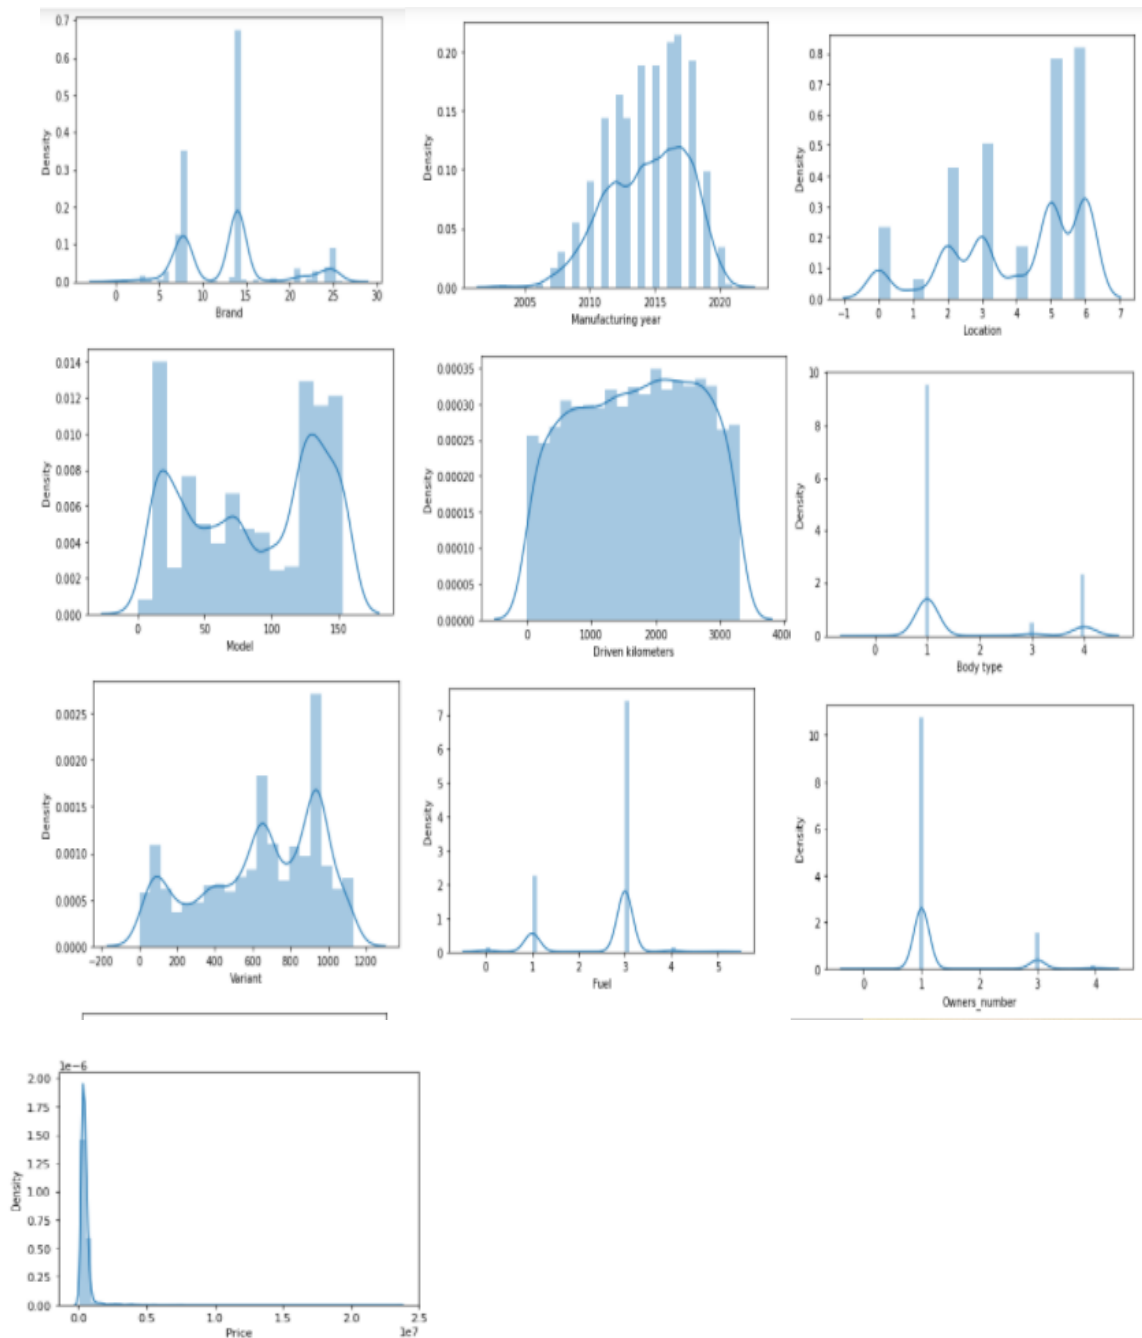 0.7
0.6
0.5
0.4
0.3
0.2
0.1
0.0
Density
0 5 10 15 20 25 30
Brand
0.20
0.15
0.10
0.05
0.00
Density
2005 2010 2015 2020
Manufacturing year
0.8
0.7
0.6
0.5
0.4
0.3
0.2
0.1
0.0
Density
−1 0 1 2 3 4 5 6 7
Location
0.014
0.012
0.010
0.008
0.006
0.004
0.002
0.000
Density
0 50 100 150
Model
0.00035
0.00030
0.00025
0.00020
0.00015
0.00010
0.00005
0.00000
Density
0 1000 2000 3000 400
Driven kilometers
10
8
6
4
2
0
Density
0 1 2 3 4
Body type
0.0025
0.0020
0.0015
0.0010
0.0005
0.0000
Density
−200 0 200 400 600 800 1000 1200
Variant
7
6
5
4
3
2
1
0
Density
0 1 2 3 4 5
Fuel
10
8
6
4
2
0
Density
0 1 2 3 4
Owners_number
1e−6
2.00
1.75
1.50
1.25
1.00
0.75
0.50
0.25
0.00
Density
0.0 0.5 1.0 1.5 2.0 2.5
Price
1e7